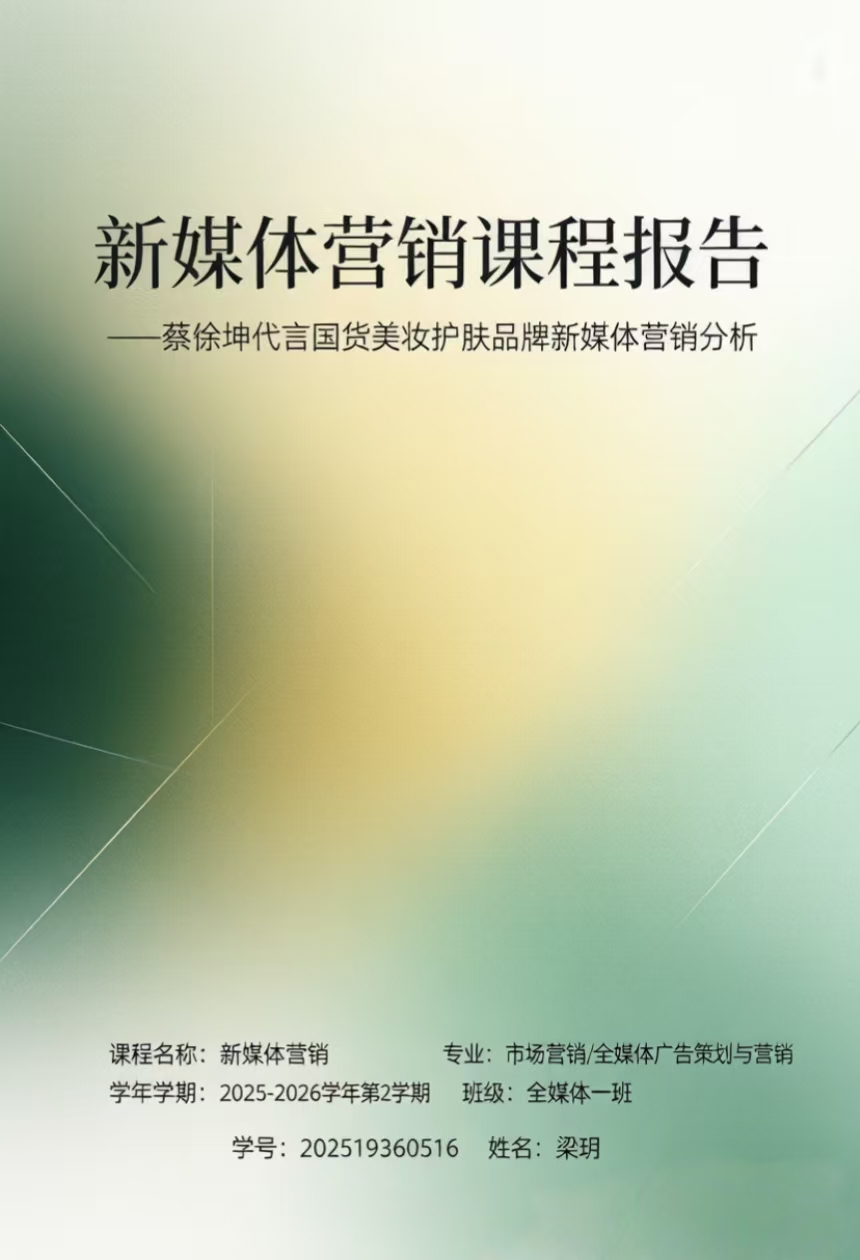 新媒体营销课程报告
——蔡徐坤代言国货美妆护肤品牌新媒体营销分析
课程名称：新媒体营销 专业：市场营销/全媒体广告策划与营销
学年学期：2025-2026学年第2学期 班级：全媒体一班
学号：202519360516 姓名：梁玥